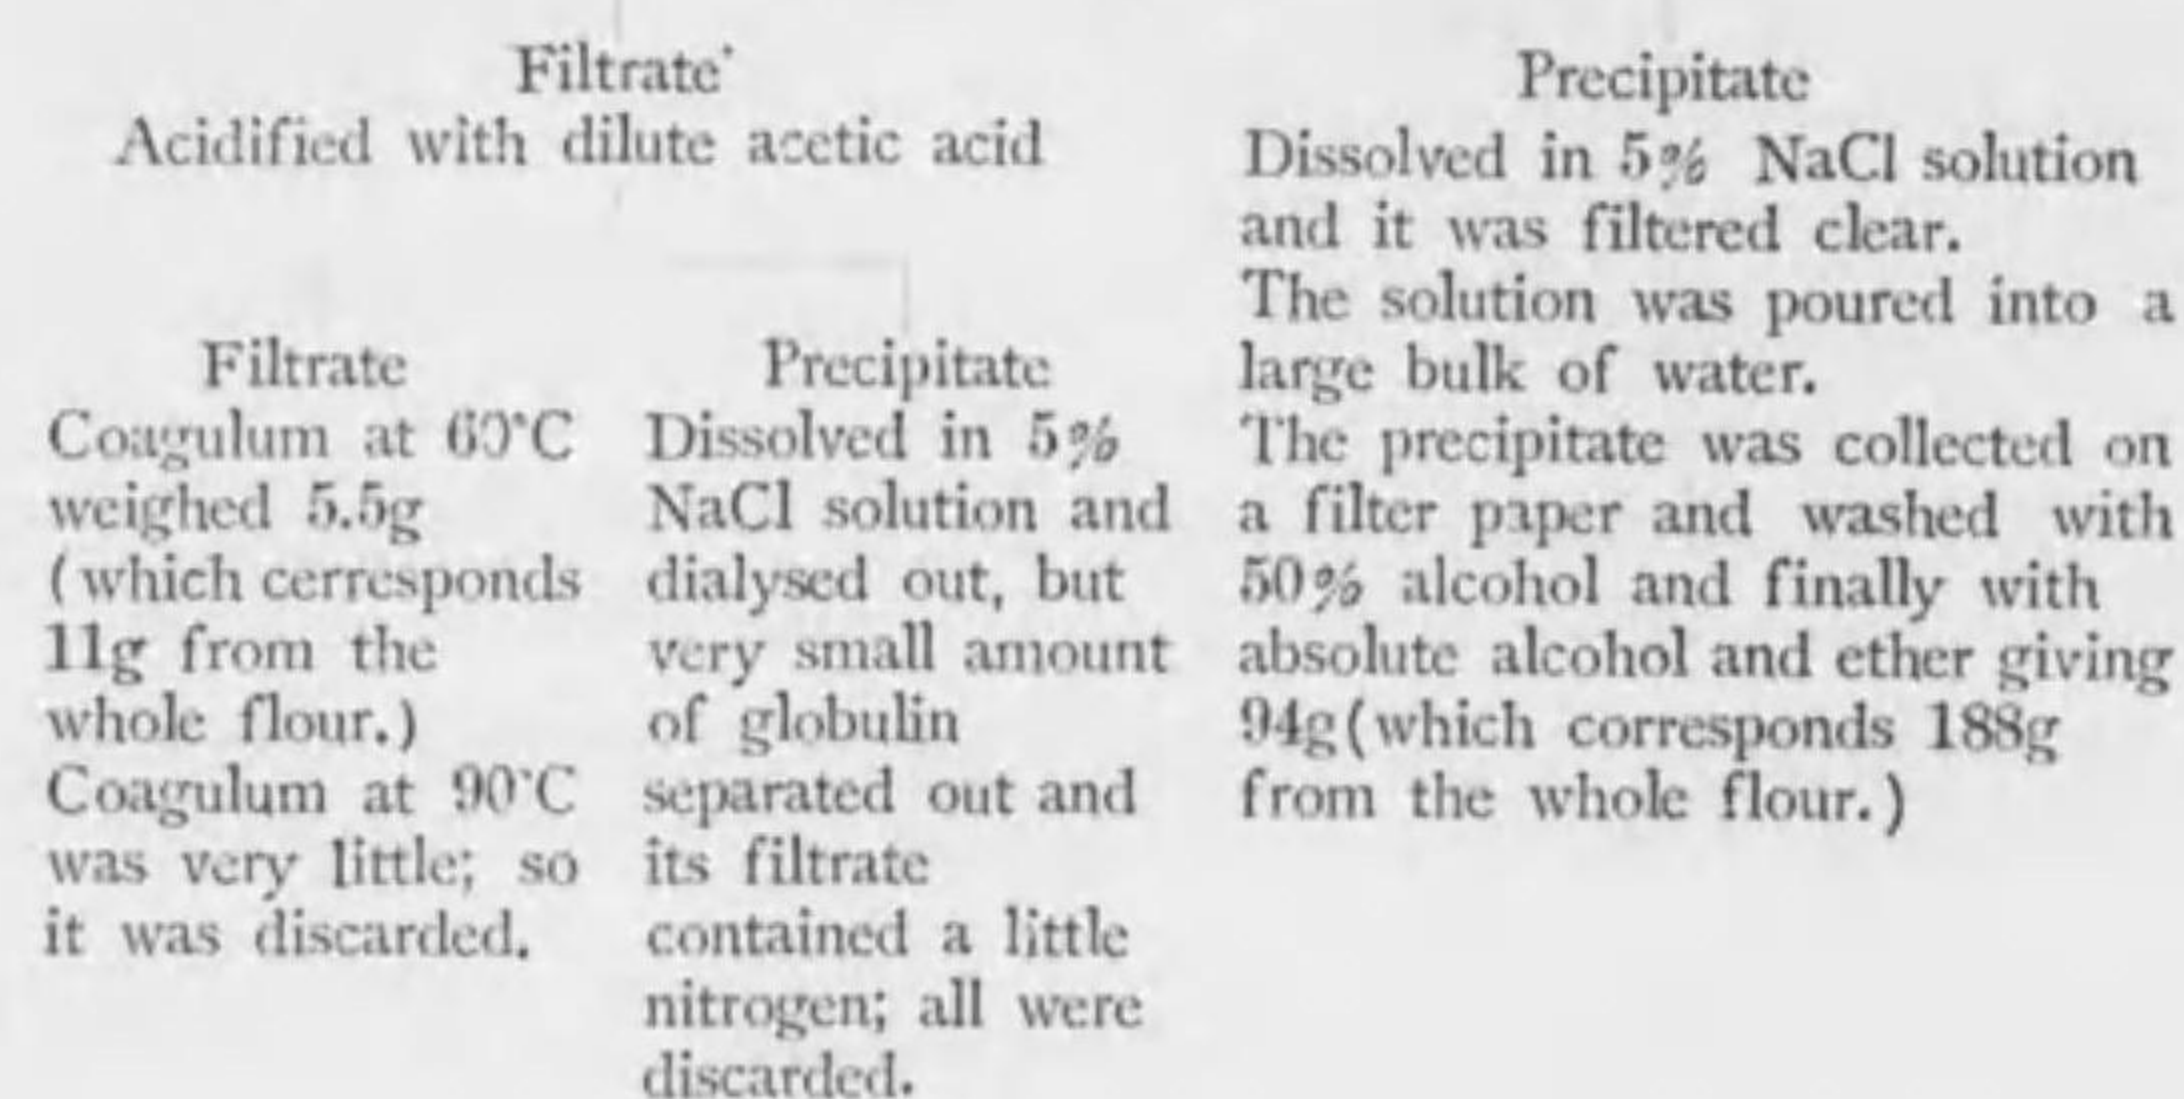 Filtrate
Acidified with dilute acetic acid
Filtrate
Coagulum at 60°C
weighed 5.5g
(which cerresponds
11g from the
whole flour.)
Coagulum at 90°C
was very little; so
it was discarded.
Precipitate
Dissolved in 5%
NaCl solution and
dialysed out, but
very small amount
of globulin
separated out and
its filtrate
contained a little
nitrogen; all were
discarded.
Precipitate
Dissolved in 5% NaCl solution
and it was filtered clear.
The solution was poured into a
large bulk of water.
The precipitate was collected on
a filter paper and washed with
50% alcohol and finally with
absolute alcohol and ether giving
94g(which corresponds 188g
from the whole flour.)